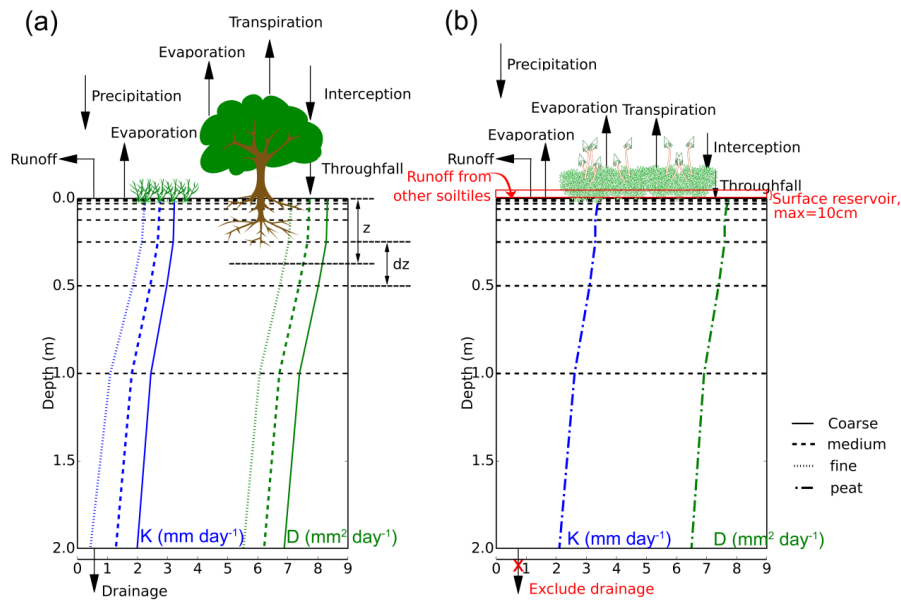 (a)
Transpiration
Evaporation
Precipitation
Interception
Evaporation
Runoff
Throughfall
0.0
z
dz
0.5
Depth (m)
1.0
1.5
2.0
K (mm day⁻¹)
D (mm² day⁻¹)
0 1 2 3 4 5 6 7 8 9
Drainage
(b)
Precipitation
Evaporation
Transpiration
Evaporation
Interception
Runoff
Runoff from
other soiltiles
Throughfall
Surface reservoir,
max=10cm
0.0
0.5
Depth (m)
1.0
1.5
2.0
K (mm day⁻¹)
D (mm² day⁻¹)
0 1 2 3 4 5 6 7 8 9
X
Exclude drainage
Coarse
medium
fine
peat